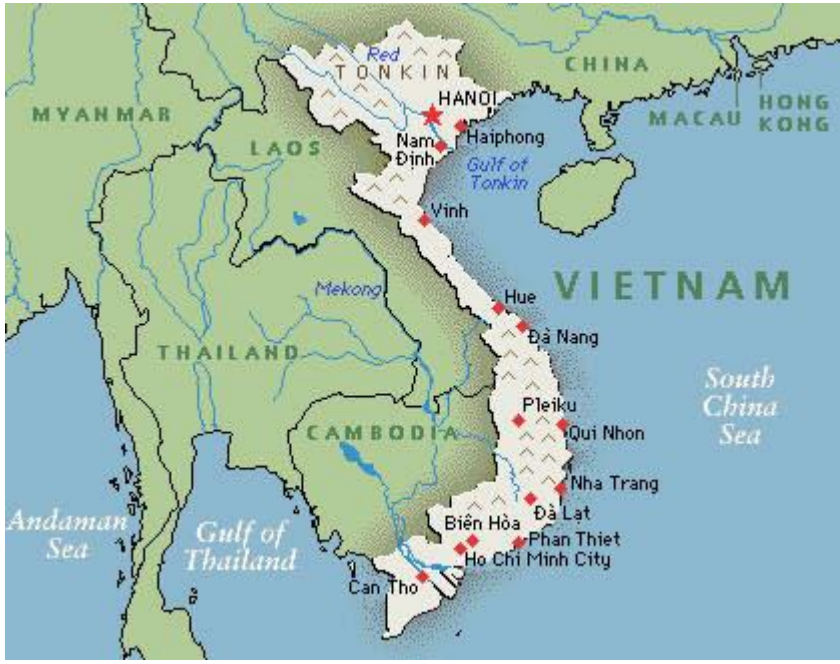 Red
TONKIN
CHINA
HANOI
MYANMAR
MACAU
HONG
KONG
Haiphong
LAOS
Nam
Định
Gulf of
Tonkin
Vinh
VIETNAM
Mekong
Hue
Đà Nang
THAILAND
South
China
Sea
Pleiku
CAMBODIA
Qui Nhon
Nha Trang
Đà Lạt
Andaman
Sea
Gulf of
Thailand
Biên Hòa
Phan Thiet
Ho Chi Minh City
Can Tho